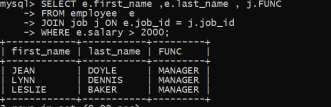 mysql> SELECT e.first_name ,e.last_name , j.FUNC
    -> FROM employee  e
    -> JOIN job j ON e.job_id = j.job_id
    -> WHERE e.salary > 2000;
+------------+-----------+---------+
| first_name | last_name | FUNC    |
+------------+-----------+---------+
| JEAN       | DOYLE     | MANAGER |
| LYNN       | DENNIS    | MANAGER |
| LESLIE     | BAKER     | MANAGER |
+------------+-----------+---------+